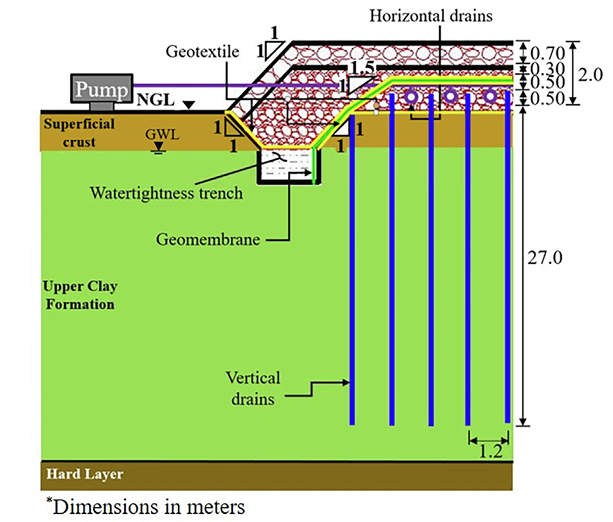 Horizontal drains
1
1
Geotextile
0.70
0.30
0.50
0.50
2.0
1.5
1
Pump
NGL
Superficial
crust
GWL
1
1
1
1
Watertightness trench
Geomembrane
27.0
Upper Clay
Formation
Vertical
drains
1.2
Hard Layer
*Dimensions in meters